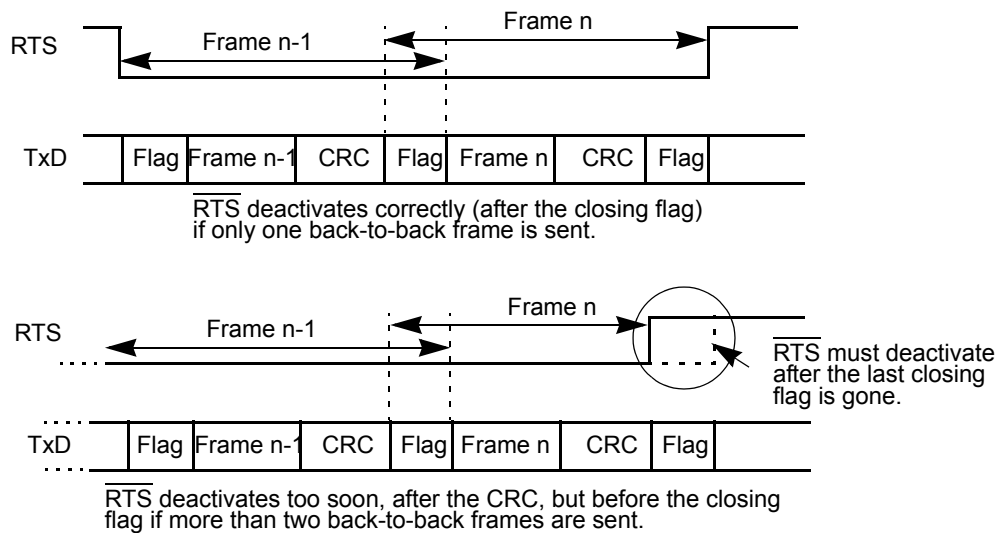 Frame n
RTS
Frame n-1
TxD
Flag Frame n-1 CRC Flag Frame n CRC Flag
RTS deactivates correctly (after the closing flag)
if only one back-to-back frame is sent.
Frame n
RTS
Frame n-1
RTS must deactivate
after the last closing
flag is gone.
TxD
Flag Frame n-1 CRC Flag Frame n CRC Flag
RTS deactivates too soon, after the CRC, but before the closing
flag if more than two back-to-back frames are sent.